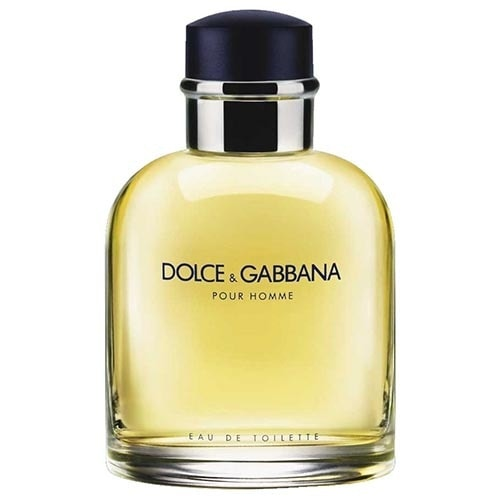 DOLCE & GABBANA
POUR HOMME
EAU DE TOILETTE